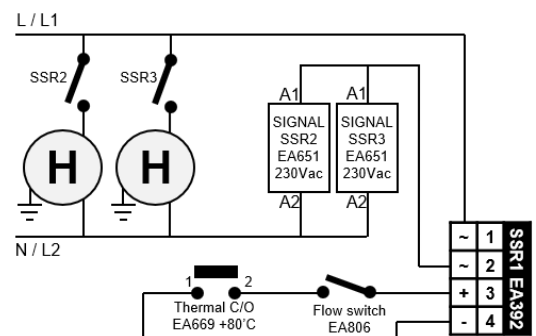 L / L1
SSR2
SSR3
H
H
A1
A1
SIGNAL
SSR2
EA651
230Vac
SIGNAL
SSR3
EA651
230Vac
A2
A2
N / L2
~ 1
~ 2
+ 3
- 4
SSR1 EA392
1
2
Thermal C/O
EA669 +80°C
Flow switch
EA806